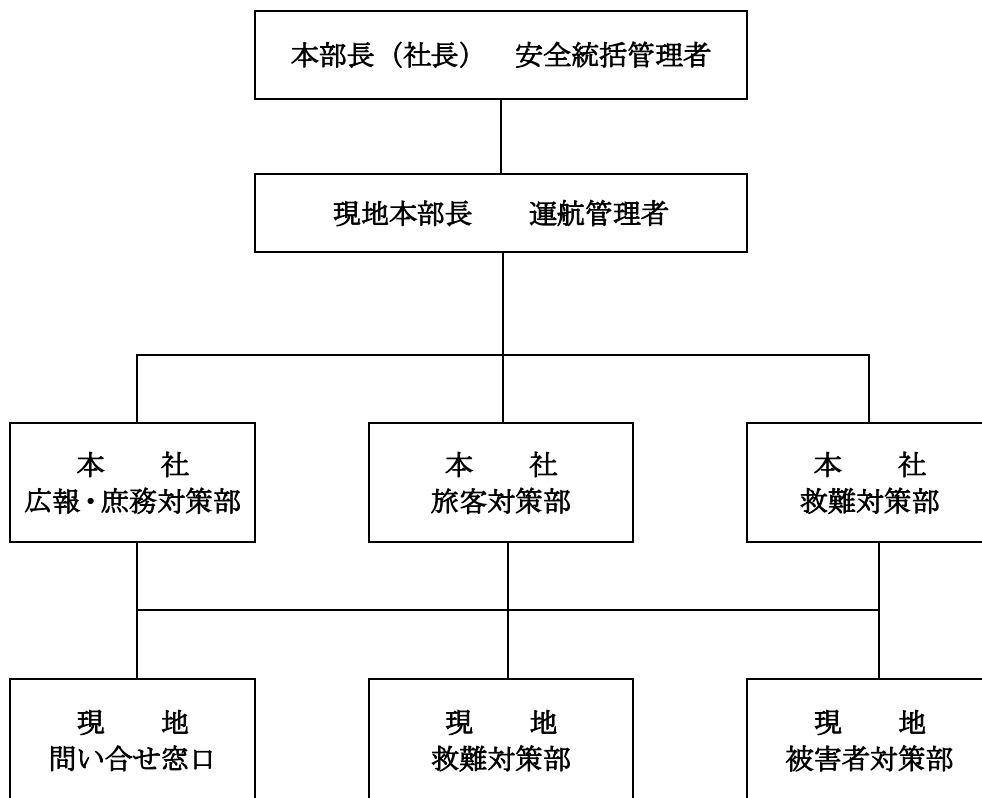 本部長（社長）　安全統括管理者
現地本部長　　運航管理者
本　　社
広報・庶務対策部
本　　社
旅客対策部
本　　社
救難対策部
現　　地
問い合せ窓口
現　　地
救難対策部
現　　地
被害者対策部